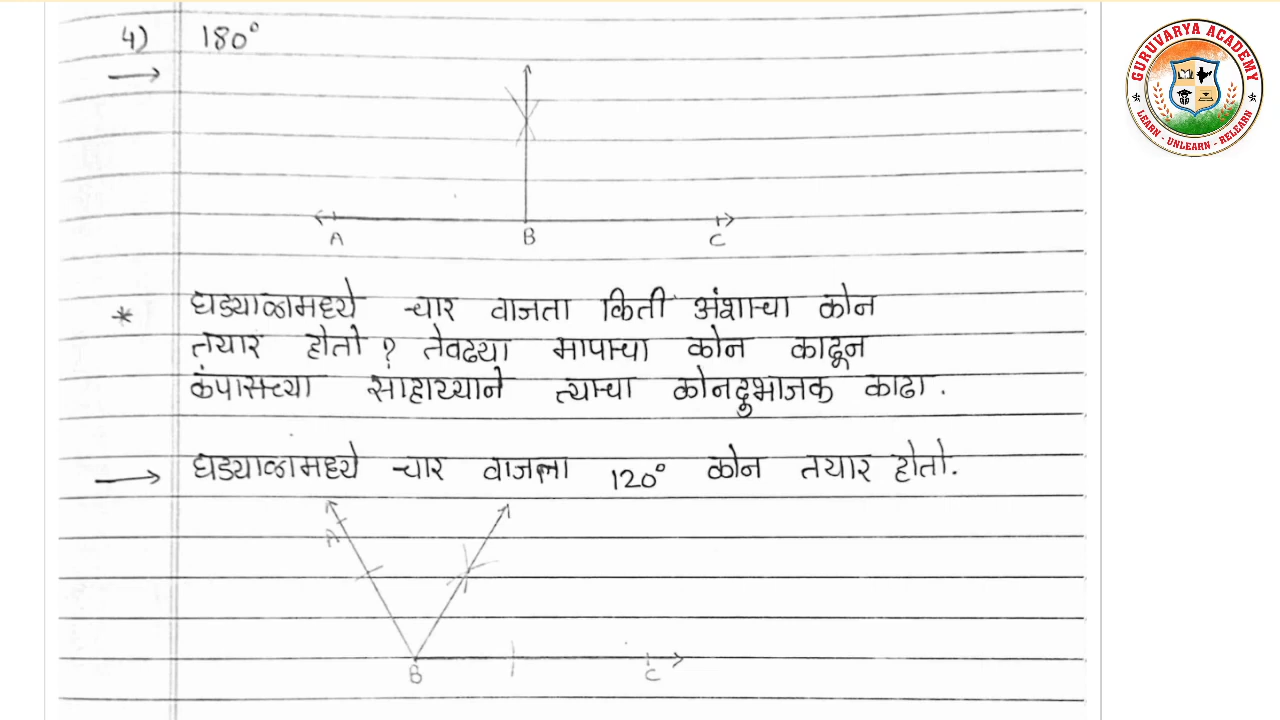 4) 180°
A B C
* घड्याळामध्ये चार वाजता किती अंशाचा कोन
तयार होतो ? तेवढ्या मापाचा कोन काढून
कंपासच्या साहाय्याने त्याचा कोनदुभाजक काढा .
घड्याळामध्ये चार वाजता 120° कोन तयार होतो.
A
B C
GURUVARYA ACADEMY
LEARN - UNLEARN - RELEARN